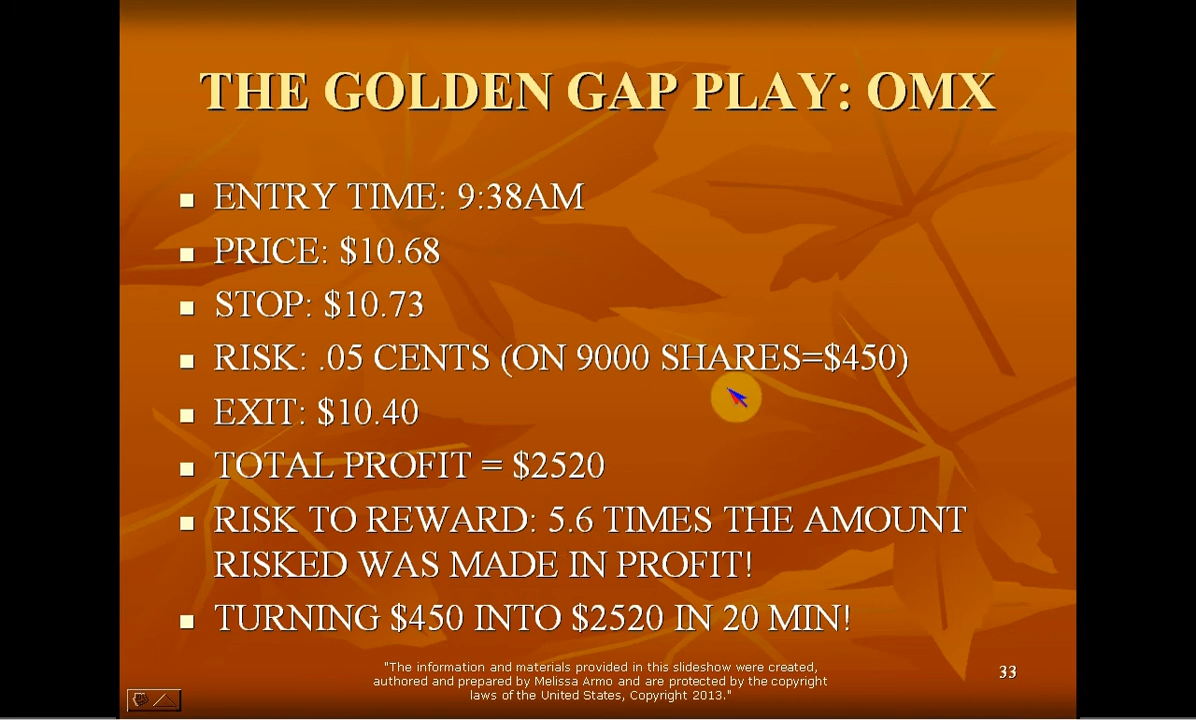 THE GOLDEN GAP PLAY: OMX
ENTRY TIME: 9:38AM
PRICE: $10.68
STOP: $10.73
RISK: .05 CENTS (ON 9000 SHARES=$450)
EXIT: $10.40
TOTAL PROFIT = $2520
RISK TO REWARD: 5.6 TIMES THE AMOUNT
RISKED WAS MADE IN PROFIT!
TURNING $450 INTO $2520 IN 20 MIN!
"The information and materials provided in this slideshow were created,
authored and prepared by Melissa Armo and are protected by the copyright
laws of the United States, Copyright 2013."
33